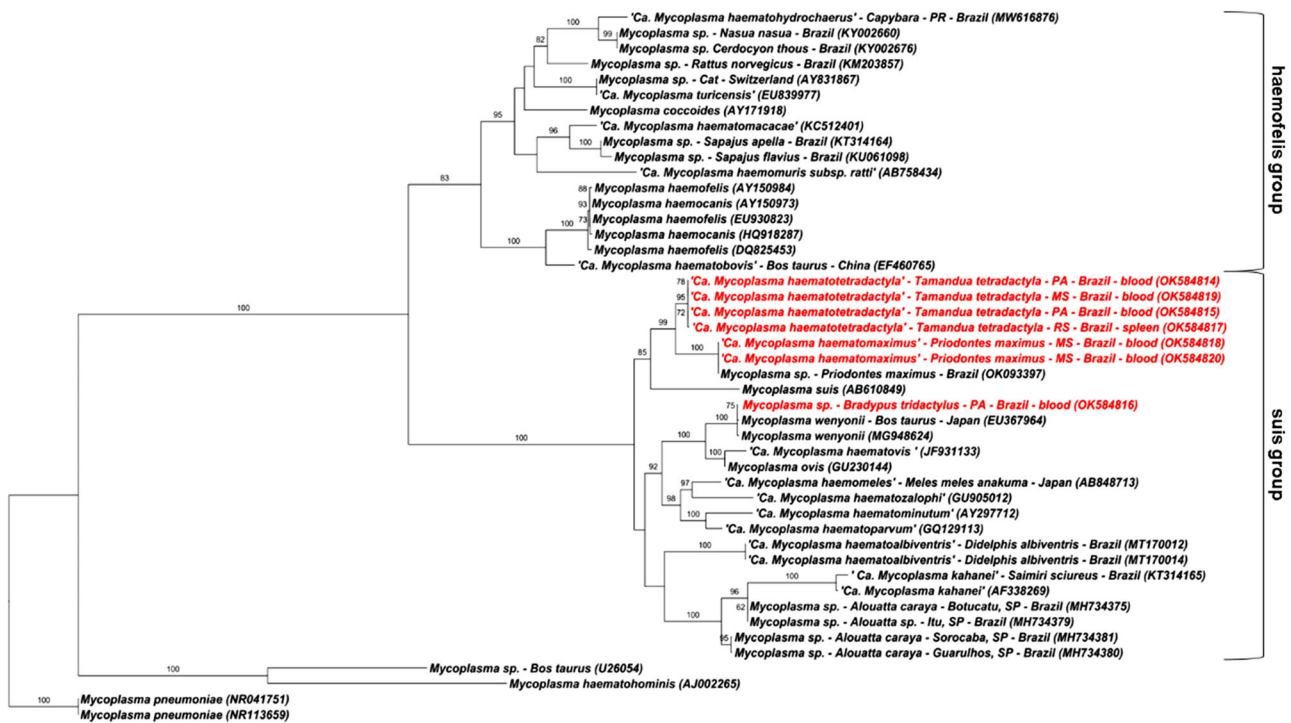 100
'Ca. Mycoplasma haematohydrochaerus' - Capybara - PR - Brazil (MW616876)
99
Mycoplasma sp. - Nasua nasua - Brazil (KY002660)
82
Mycoplasma sp. Cerdocyon thous - Brazil (KY002676)
Mycoplasma sp. - Rattus norvegicus - Brazil (KM203857)
100
Mycoplasma sp. - Cat - Switzerland (AY831867)
'Ca. Mycoplasma turicensis' (EU839977)
95
Mycoplasma coccoides (AY171918)
'Ca. Mycoplasma haematomacacae' (KC512401)
96
100
Mycoplasma sp. - Sapajus apella - Brazil (KT314164)
Mycoplasma sp. - Sapajus flavius - Brazil (KU061098)
'Ca. Mycoplasma haemomuris subsp. ratti' (AB758434)
83
88
Mycoplasma haemofelis (AY150984)
93
Mycoplasma haemocanis (AY150973)
73
Mycoplasma haemofelis (EU930823)
100
Mycoplasma haemocanis (HQ918287)
100
Mycoplasma haemofelis (DQ825453)
'Ca. Mycoplasma haematobovis' - Bos taurus - China (EF460765)
haemofelis group
78
'Ca. Mycoplasma haematotetradactyla' - Tamandua tetradactyla - PA - Brazil - blood (OK584814)
95
'Ca. Mycoplasma haematotetradactyla' - Tamandua tetradactyla - MS - Brazil - blood (OK584819)
100
72
'Ca. Mycoplasma haematotetradactyla' - Tamandua tetradactyla - PA - Brazil - blood (OK584815)
99
'Ca. Mycoplasma haematotetradactyla' - Tamandua tetradactyla - RS - Brazil - spleen (OK584817)
100
'Ca. Mycoplasma haematomaximus' - Priodontes maximus - MS - Brazil - blood (OK584818)
85
'Ca. Mycoplasma haematomaximus' - Priodontes maximus - MS - Brazil - blood (OK584820)
Mycoplasma sp. - Priodontes maximus - Brazil (OK093397)
Mycoplasma suis (AB610849)
75
Mycoplasma sp. - Bradypus tridactylus - PA - Brazil - blood (OK584816)
100
Mycoplasma wenyonii - Bos taurus - Japan (EU367964)
100
100
Mycoplasma wenyonii (MG948624)
100
'Ca. Mycoplasma haematovis ' (JF931133)
92
Mycoplasma ovis (GU230144)
97
'Ca. Mycoplasma haemomeles' - Meles meles anakuma - Japan (AB848713)
98
'Ca. Mycoplasma haematozalophi' (GU905012)
100
'Ca. Mycoplasma haematominutum' (AY297712)
'Ca. Mycoplasma haematoparvum' (GQ129113)
100
'Ca. Mycoplasma haematoalbiventris' - Didelphis albiventris - Brazil (MT170012)
'Ca. Mycoplasma haematoalbiventris' - Didelphis albiventris - Brazil (MT170014)
100
' Ca. Mycoplasma kahanei' - Saimiri sciureus - Brazil (KT314165)
96
'Ca. Mycoplasma kahanei' (AF338269)
62
Mycoplasma sp. - Alouatta caraya - Botucatu, SP - Brazil (MH734375)
100
Mycoplasma sp. - Alouatta sp. - Itu, SP - Brazil (MH734379)
95
Mycoplasma sp. - Alouatta caraya - Sorocaba, SP - Brazil (MH734381)
Mycoplasma sp. - Alouatta caraya - Guarulhos, SP - Brazil (MH734380)
suis group
100
Mycoplasma sp. - Bos taurus (U26054)
Mycoplasma haematohominis (AJ002265)
100
Mycoplasma pneumoniae (NR041751)
Mycoplasma pneumoniae (NR113659)